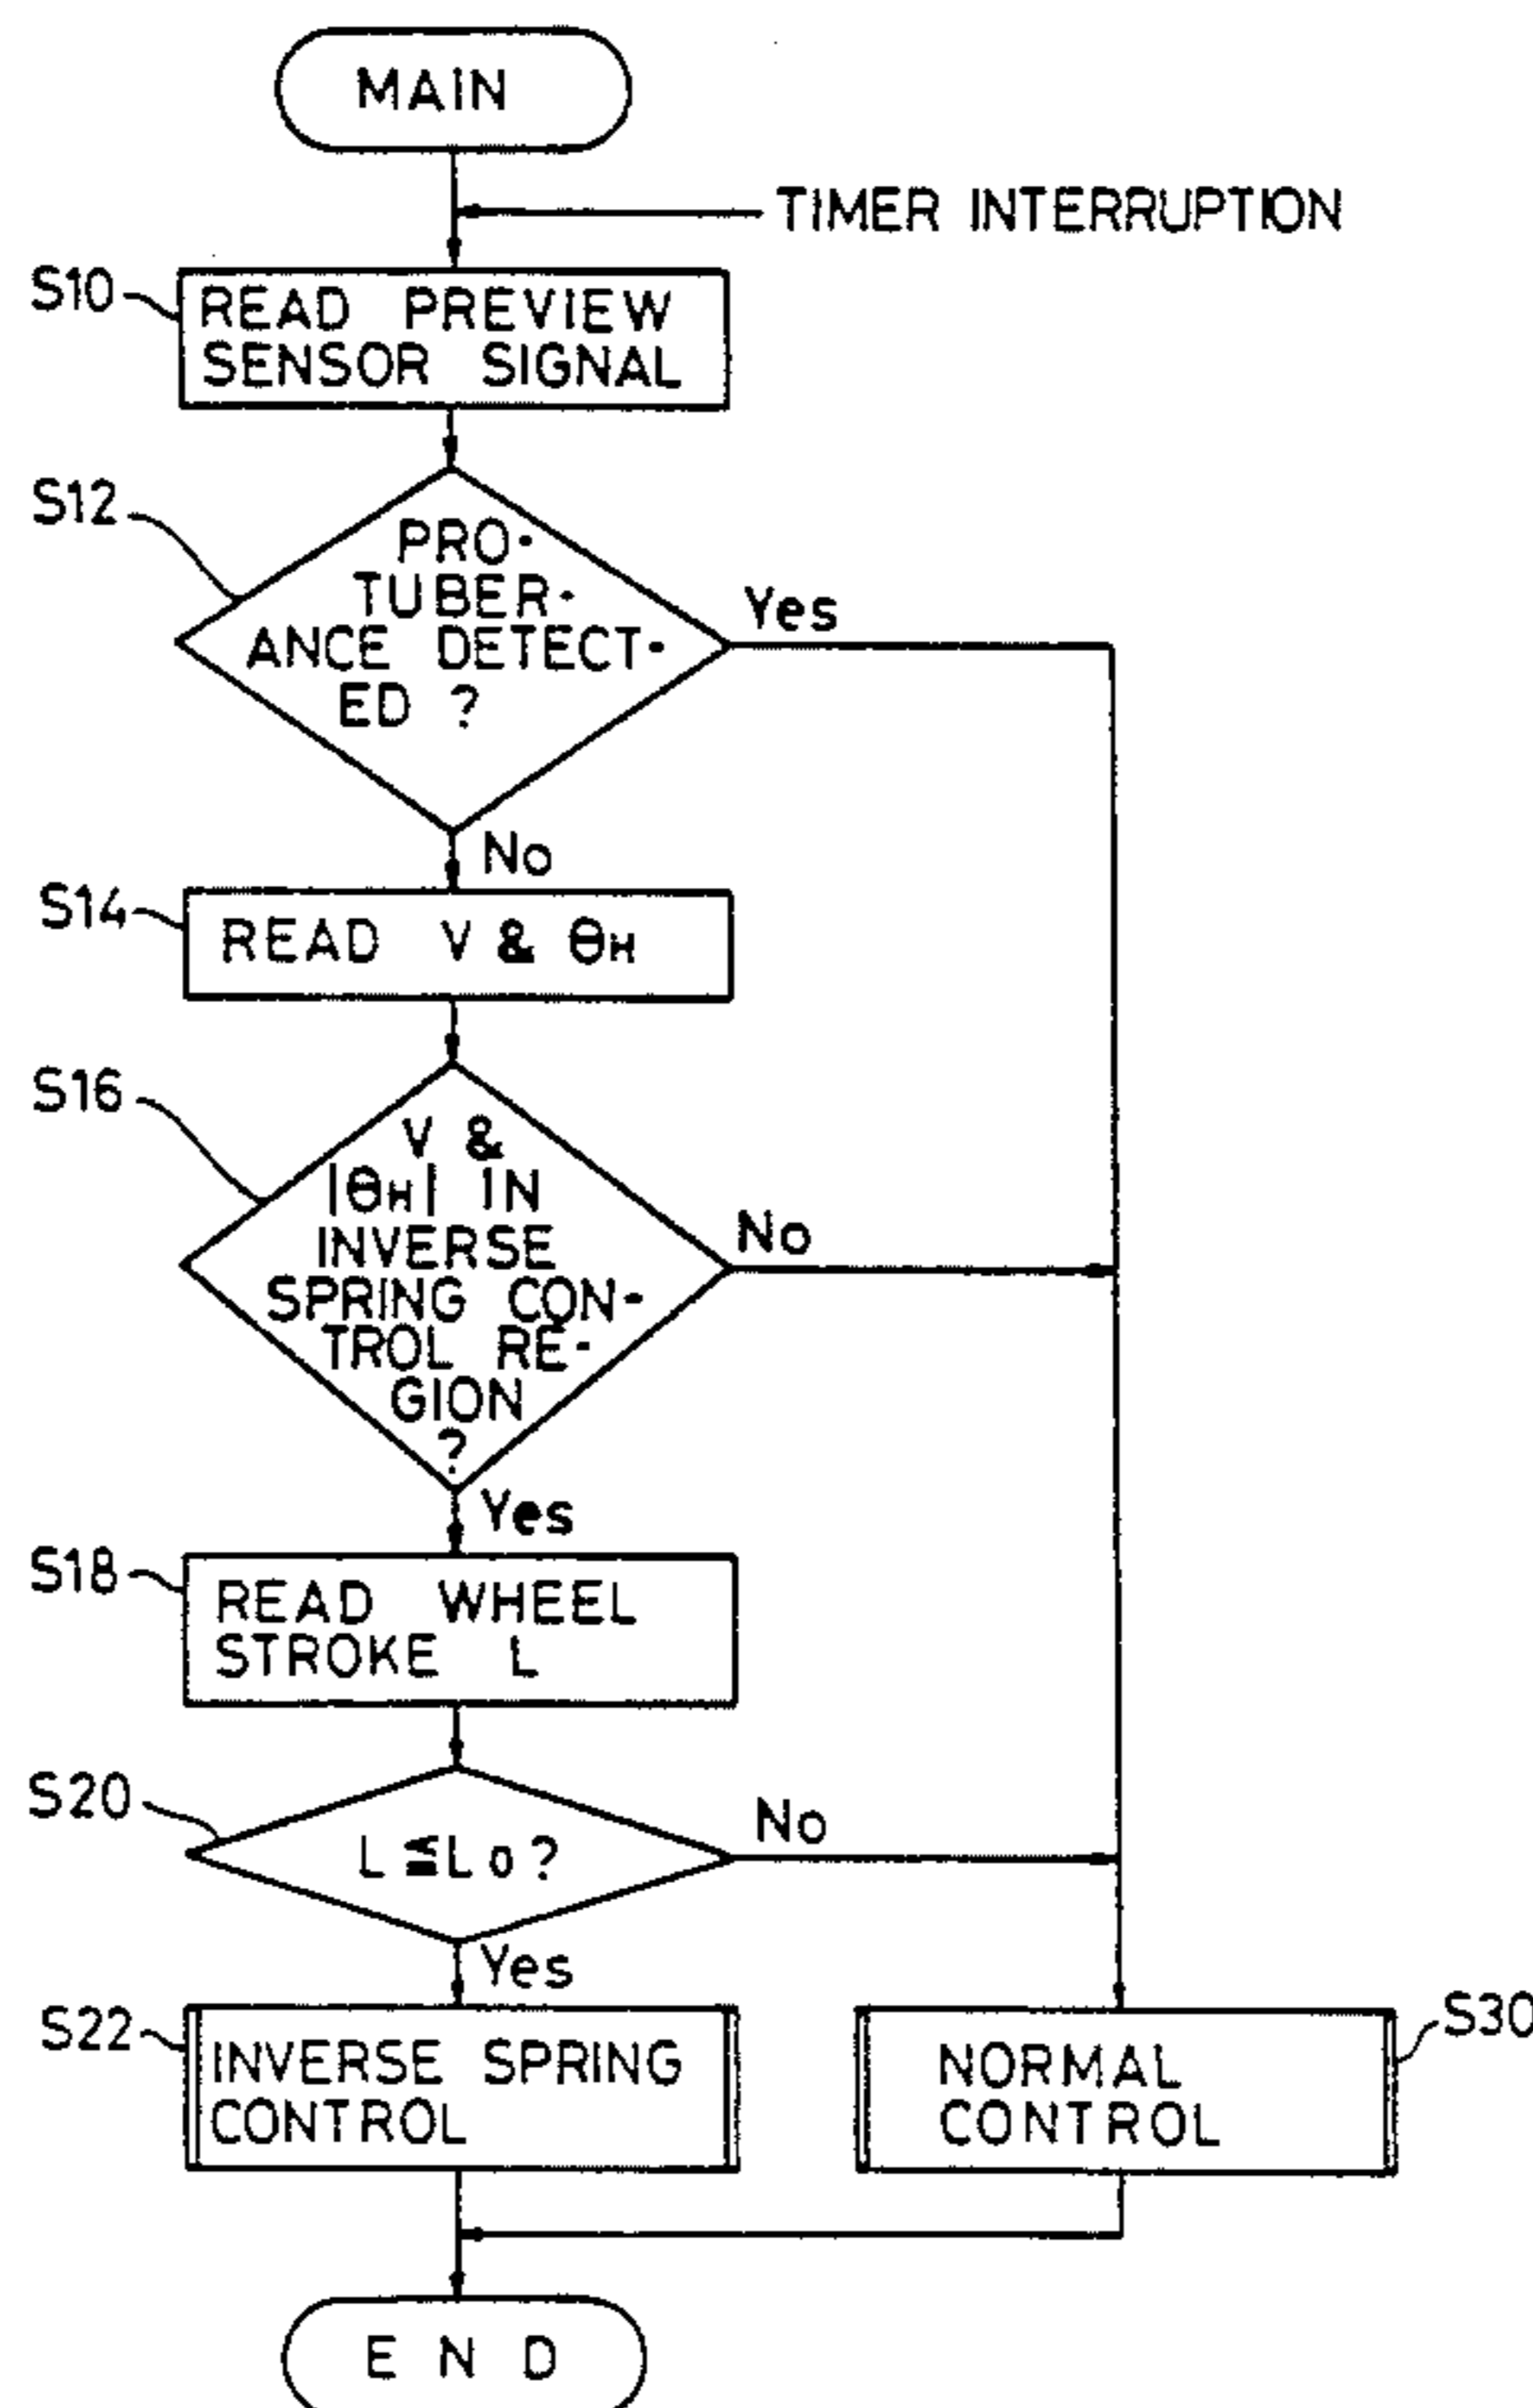 MAIN
TIMER INTERRUPTION
S10
READ PREVIEW
SENSOR SIGNAL
S12
PRO-
TUBER-
ANCE DETECT-
ED ?
Yes
No
S14
READ V & ΘH
S16
V &
|ΘH| IN
INVERSE
SPRING CON-
TROL RE-
GION
?
No
Yes
S18
READ WHEEL
STROKE L
S20
L ≦ Lo ?
No
Yes
S22
INVERSE SPRING
CONTROL
NORMAL
CONTROL
S30
END